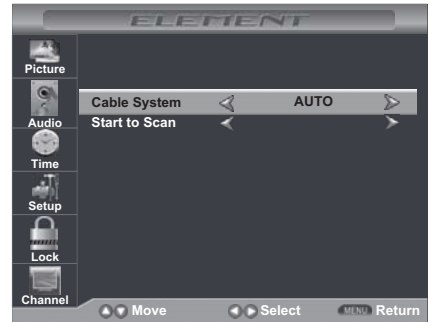 ELEMENT
Picture
Audio
Time
Setup
Lock
Channel
Cable System AUTO
Start to Scan
Move Select MENU Return